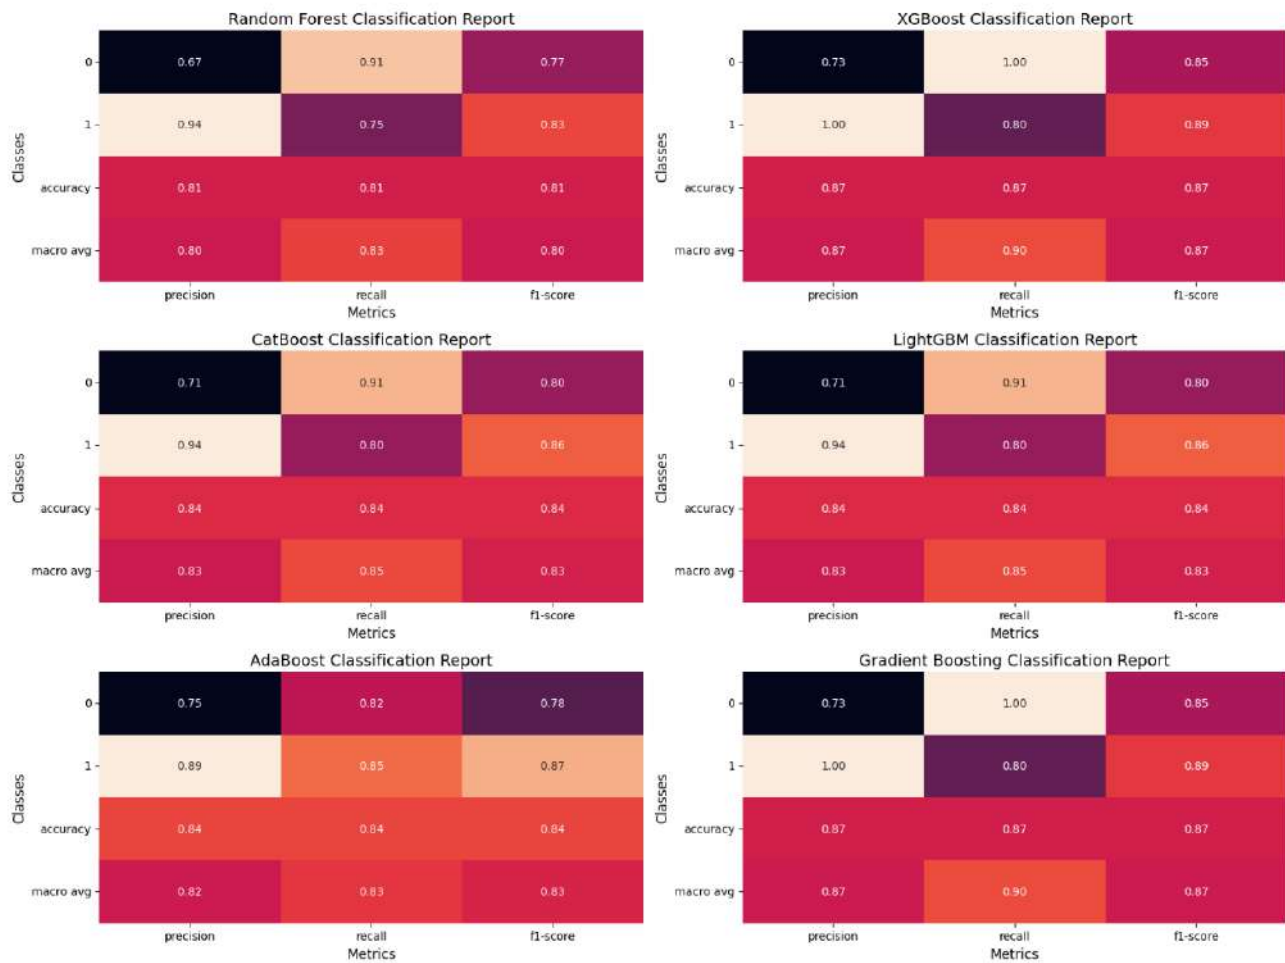 Random Forest Classification Report
0
0.67 0.91 0.77
1
0.94 0.75 0.83
accuracy
0.81 0.81 0.81
macro avg
0.80 0.83 0.80
Classes
precision recall f1-score
Metrics
XGBoost Classification Report
0
0.73 1.00 0.85
1
1.00 0.80 0.89
accuracy
0.87 0.87 0.87
macro avg
0.87 0.90 0.87
Classes
precision recall f1-score
Metrics
CatBoost Classification Report
0
0.71 0.91 0.80
1
0.94 0.80 0.86
accuracy
0.84 0.84 0.84
macro avg
0.83 0.85 0.83
Classes
precision recall f1-score
Metrics
LightGBM Classification Report
0
0.71 0.91 0.80
1
0.94 0.80 0.86
accuracy
0.84 0.84 0.84
macro avg
0.83 0.85 0.83
Classes
precision recall f1-score
Metrics
AdaBoost Classification Report
0
0.75 0.82 0.78
1
0.89 0.85 0.87
accuracy
0.84 0.84 0.84
macro avg
0.82 0.83 0.83
Classes
precision recall f1-score
Metrics
Gradient Boosting Classification Report
0
0.73 1.00 0.85
1
1.00 0.80 0.89
accuracy
0.87 0.87 0.87
macro avg
0.87 0.90 0.87
Classes
precision recall f1-score
Metrics